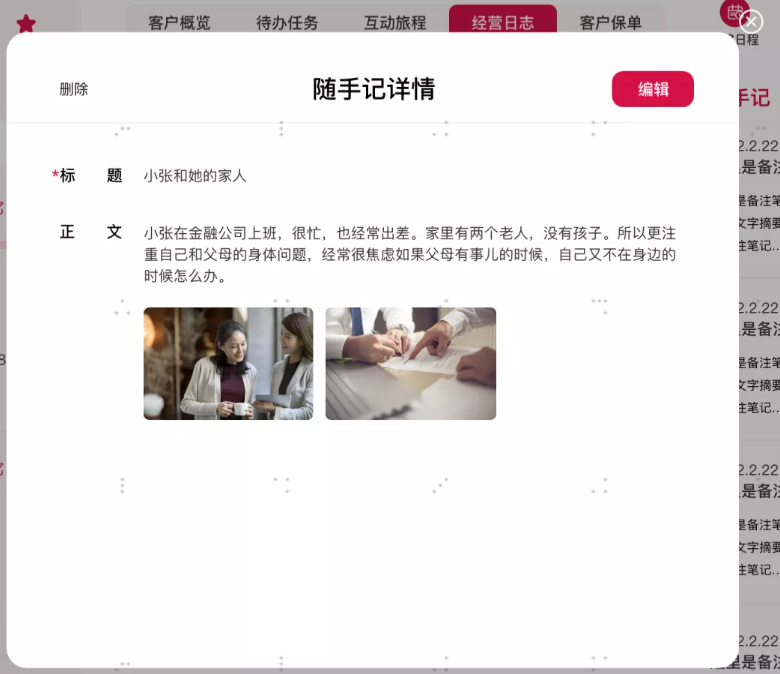 客户概览 待办任务 互动旅程 经营日志 客户保单
日程
删除 随手记详情 编辑
手记
*标 题 小张和她的家人
正 文 小张在金融公司上班，很忙，也经常出差。家里有两个老人，没有孩子。所以更注
重自己和父母的身体问题，经常很焦虑如果父母有事儿的时候，自己又不在身边的
时候怎么办。
2.2.22
是备注
是备注笔
文字摘要
注笔记...
2.2.22
是备注
是备注笔
文字摘要
注笔记...
8
2.2.22
是备注
是备注笔
文字摘要
注笔记...
2.2.22
里是备注